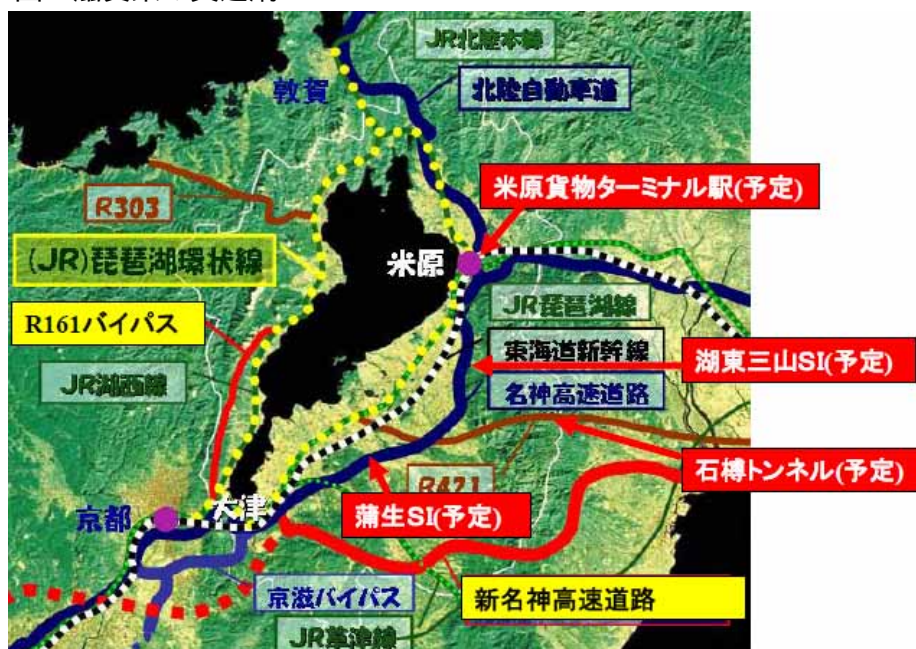 JR北陸本線
敦賀
北陸自動車道
米原貨物ターミナル駅(予定)
R303
(JR)琵琶湖環状線
米原
R161バイパス
JR琵琶湖線
東海道新幹線
湖東三山SI(予定)
JR湖西線
名神高速道路
石榑トンネル(予定)
R421
大津
京都
蒲生SI(予定)
京滋バイパス
新名神高速道路
JR草津線